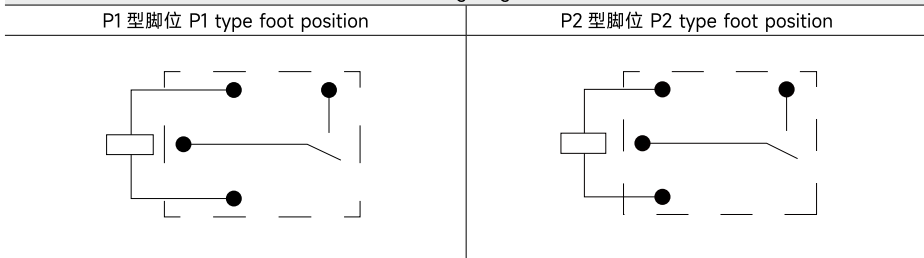 P1 型脚位 P1 type foot position
P2 型脚位 P2 type foot position